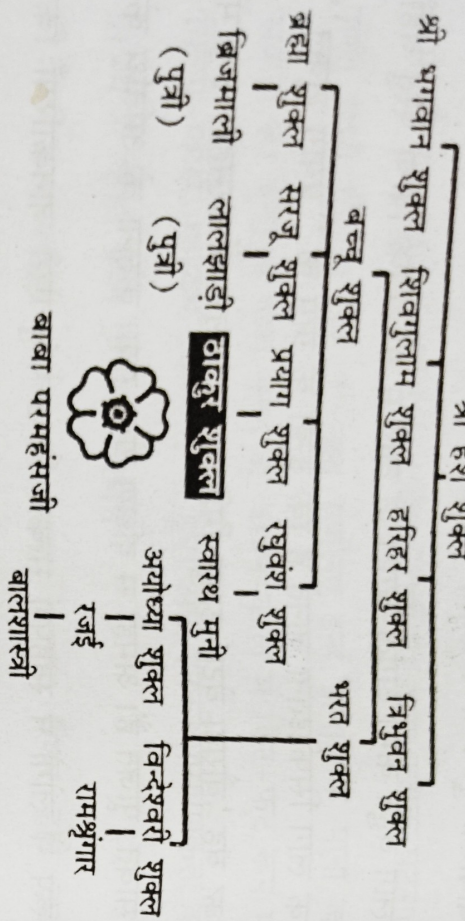 श्री हंश शुक्ल
श्री भगवान शुक्ल शिवगुलाम शुक्ल हरिहर शुक्ल त्रिभुवन शुक्ल
बच्चू शुक्ल भरत शुक्ल
ब्रह्मा शुक्ल सरजू शुक्ल प्रयाग शुक्ल रघुवंश शुक्ल
अयोध्या शुक्ल विन्देश्वरी शुक्ल
ब्रिजमाली लालझाड़ी ठाकुर शुक्ल स्वारथ मुनी
(पुत्री) (पुत्री)
रजई रामश्रृंगार
बालशास्त्री
बाबा परमहंसजी